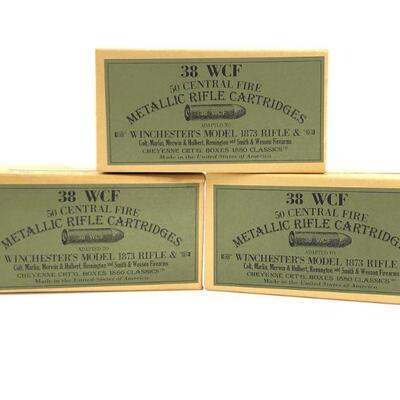 38 WCF
50 CENTRAL FIRE
METALLIC RIFLE CARTRIDGES
ADAPTED TO
WINCHESTER'S MODEL 1873 RIFLE &
Colt, Marlin, Merwin & Hulbert, Remington and Smith & Wesson Firearms
CHEYENNE CRT'G. BOXES 1880 CLASSICS™
Made in the United States of America
38 WCF
50 CENTRAL FIRE
METALLIC RIFLE CARTRIDGES
ADAPTED TO
WINCHESTER'S MODEL 1873 RIFLE &
Colt, Marlin, Merwin & Hulbert, Remington and Smith & Wesson Firearms
CHEYENNE CRT'G. BOXES 1880 CLASSICS™
Made in the United States of America
38 WCF
50 CENTRAL FIRE
METALLIC RIFLE CARTRIDGES
ADAPTED TO
WINCHESTER'S MODEL 1873 RIFLE &
Colt, Marlin, Merwin & Hulbert, Remington and Smith & Wesson Firearms
CHEYENNE CRT'G. BOXES 1880 CLASSICS™
Made in the United States of America